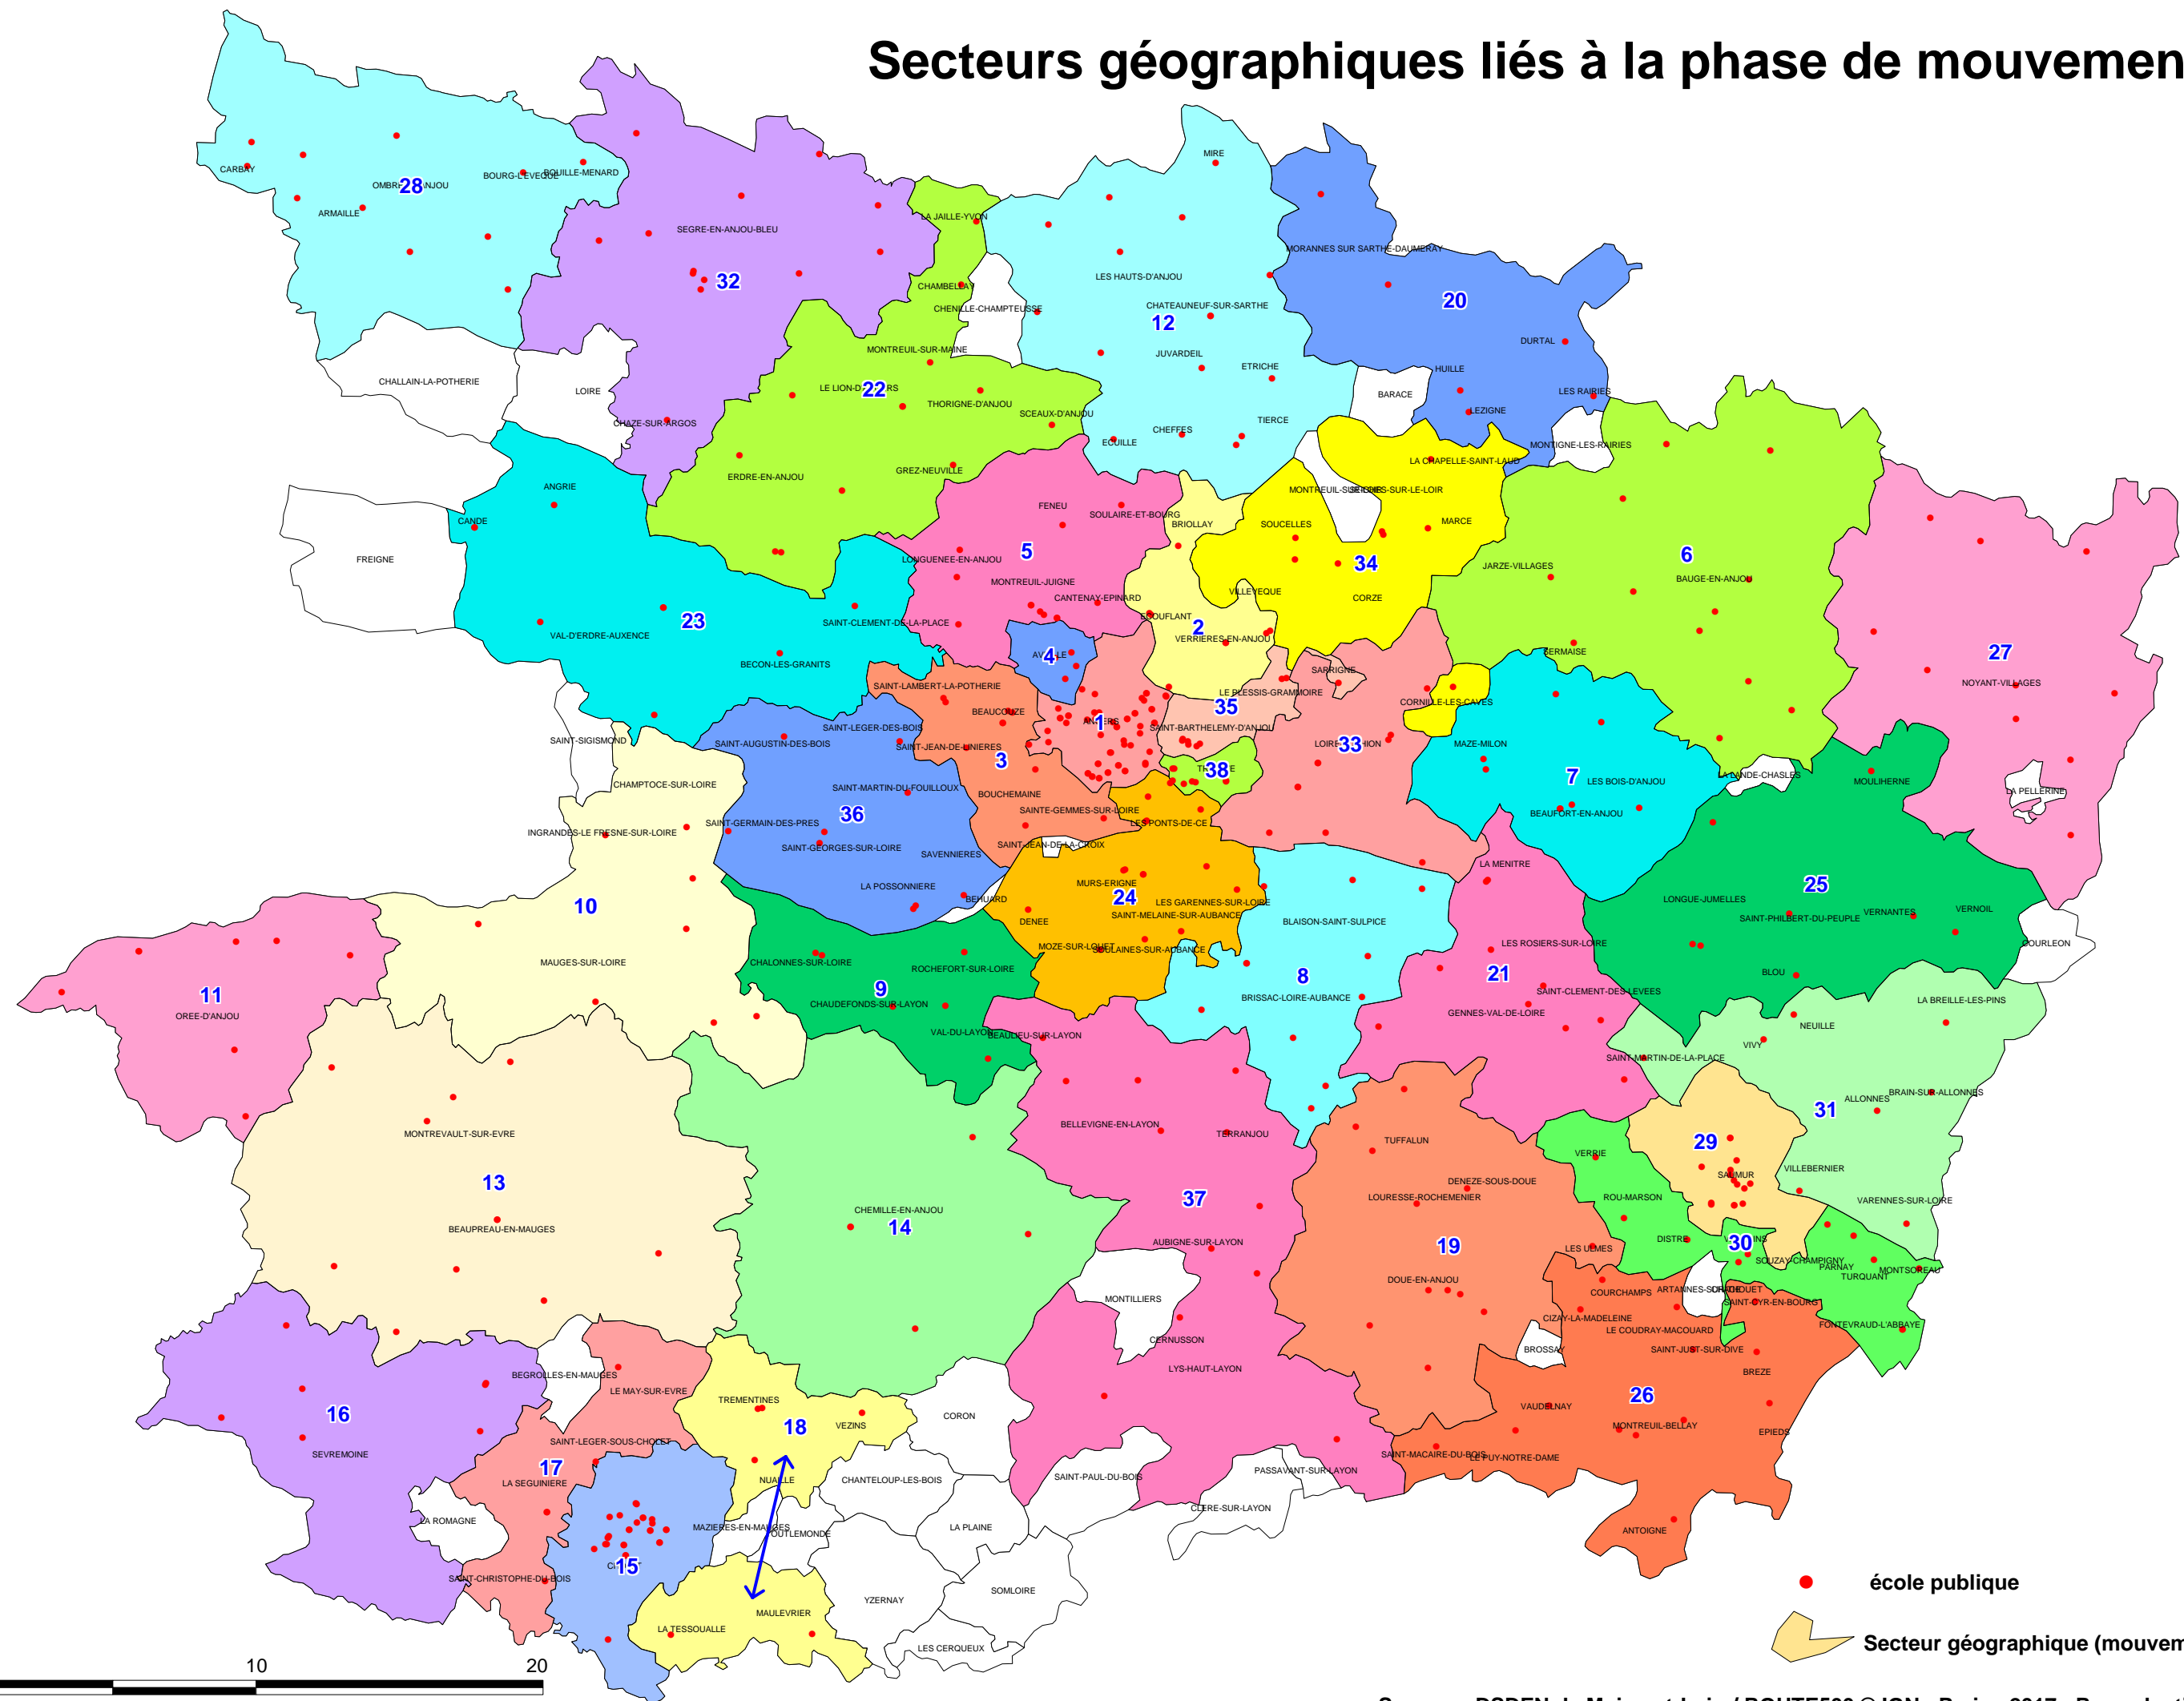 Secteurs géographiques liés à la phase de mouvemen
MIRE
CARBAY
BOURG-L'EVEQUE
BOUILLE-MENARD
28
ARMAILLE
LA JAILLE-YVON
SEGRE-EN-ANJOU-BLEU
MORANNES SUR SARTHE-DAUMERAY
LES HAUTS-D'ANJOU
32
CHAMBELLAY
20
CHENILLE-CHAMPTEUSSE
CHATEAUNEUF-SUR-SARTHE
12
DURTAL
MONTREUIL-SUR-MAINE
JUVARDEIL
ETRICHE
HUILLE
CHALLAIN-LA-POTHERIE
LOIRE
22
BARACE
LES RAIRIES
THORIGNE-D'ANJOU
SCEAUX-D'ANJOU
LEZIGNE
CHAZE-SUR-ARGOS
TIERCE
CHEFFES
ECUILLE
MONTIGNE-LES-RAIRIES
LA CHAPELLE-SAINT-LAUD
GREZ-NEUVILLE
ERDRE-EN-ANJOU
ANGRIE
FENEU
SOULAIRE-ET-BOURG
CANDE
BRIOLLAY
SOUCELLES
MARCE
FREIGNE
LONGUENEE-EN-ANJOU
5
34
6
JARZE-VILLAGES
BAUGE-EN-ANJOU
MONTREUIL-JUIGNE
CANTENAY-EPINARD
VILLEVEQUE
CORZE
23
VAL-D'ERDRE-AUXENCE
SAINT-CLEMENT-DE-LA-PLACE
ECOUFLANT
2
VERRIERES-EN-ANJOU
4
SERMAISE
27
BECON-LES-GRANITS
SARRIGNE
NOYANT-VILLAGES
SAINT-LAMBERT-LA-POTHERIE
LE PLESSIS-GRAMMOIRE
CORNILLE-LES-CAVES
BEAUCOUZE
35
1
ANGERS
SAINT-LEGER-DES-BOIS
SAINT-BARTHELEMY-D'ANJOU
SAINT-SIGISMOND
SAINT-AUGUSTIN-DES-BOIS
SAINT-JEAN-DE-LINIERES
33
MAZE-MILON
3
38
7
LES BOIS-D'ANJOU
LA LANDE-CHASLES
MOULIHERNE
CHAMPTOCE-SUR-LOIRE
SAINT-MARTIN-DU-FOUILLOUX
BOUCHEMAINE
LA PELLERINE
36
SAINTE-GEMMES-SUR-LOIRE
BEAUFORT-EN-ANJOU
SAINT-GERMAIN-DES-PRES
LES PONTS-DE-CE
INGRANDES-LE FRESNE-SUR-LOIRE
SAINT-GEORGES-SUR-LOIRE
SAVENNIERES
SAINT-JEAN-DE-LA-CROIX
LA MENITRE
LA POSSONNIERE
MURS-ERIGNE
25
BEHUARD
24
LES GARENNES-SUR-LOIRE
LONGUE-JUMELLES
10
SAINT-MELAINE-SUR-AUBANCE
BLAISON-SAINT-SULPICE
SAINT-PHILBERT-DU-PEUPLE
VERNANTES
VERNOIL
DENEE
MOZE-SUR-LOUET
SOULAINES-SUR-AUBANCE
LES ROSIERS-SUR-LOIRE
COURLEON
MAUGES-SUR-LOIRE
CHALONNES-SUR-LOIRE
ROCHEFORT-SUR-LOIRE
8
21
BLOU
11
9
CHAUDEFONDS-SUR-LAYON
BRISSAC-LOIRE-AUBANCE
SAINT-CLEMENT-DES-LEVEES
LA BREILLE-LES-PINS
OREE-D'ANJOU
GENNES-VAL-DE-LOIRE
VAL-DU-LAYON
BEAULIEU-SUR-LAYON
NEUILLE
VIVY
SAINT-MARTIN-DE-LA-PLACE
BRAIN-SUR-ALLONNES
ALLONNES
31
BELLEVIGNE-EN-LAYON
TERRANJOU
MONTREVAULT-SUR-EVRE
TUFFALUN
29
VERRIE
VILLEBERNIER
SAUMUR
13
DENEZE-SOUS-DOUE
LOURESSE-ROCHEMENIER
ROU-MARSON
37
VARENNES-SUR-LOIRE
CHEMILLE-EN-ANJOU
14
BEAUPREAU-EN-MAUGES
AUBIGNE-SUR-LAYON
19
LES ULMES
DISTRE
30
SOUZAY-CHAMPIGNY
PARNAY
TURQUANT
MONTSOREAU
DOUE-EN-ANJOU
COURCHAMPS
MONTILLIERS
SAINT-CYR-EN-BOURG
CIZAY-LA-MADELEINE
FONTEVRAUD-L'ABBAYE
LE COUDRAY-MACOUARD
CERNUSSON
BROSSAY
SAINT-JUST-SUR-DIVE
LYS-HAUT-LAYON
BREZE
BEGROLLES-EN-MAUGES
LE MAY-SUR-EVRE
TREMENTINES
26
16
18
VEZINS
CORON
VAUDELNAY
MONTREUIL-BELLAY
EPIEDS
SAINT-LEGER-SOUS-CHOLET
SEVREMOINE
17
LA SEGUINIERE
NUAILLE
CHANTELOUP-LES-BOIS
SAINT-PAUL-DU-BOIS
PASSAVANT-SUR-LAYON
SAINT-MACAIRE-DU-BOIS
LE PUY-NOTRE-DAME
CLERE-SUR-LAYON
LA ROMAGNE
MAZIERES-EN-MAUGES
TOUTLEMONDE
LA PLAINE
ANTOIGNE
15
SAINT-CHRISTOPHE-DU-BOIS
SOMLOIRE
YZERNAY
école publique
MAULEVRIER
LA TESSOUALLE
LES CERQUEUX
Secteur géographique (mouvem
10
20